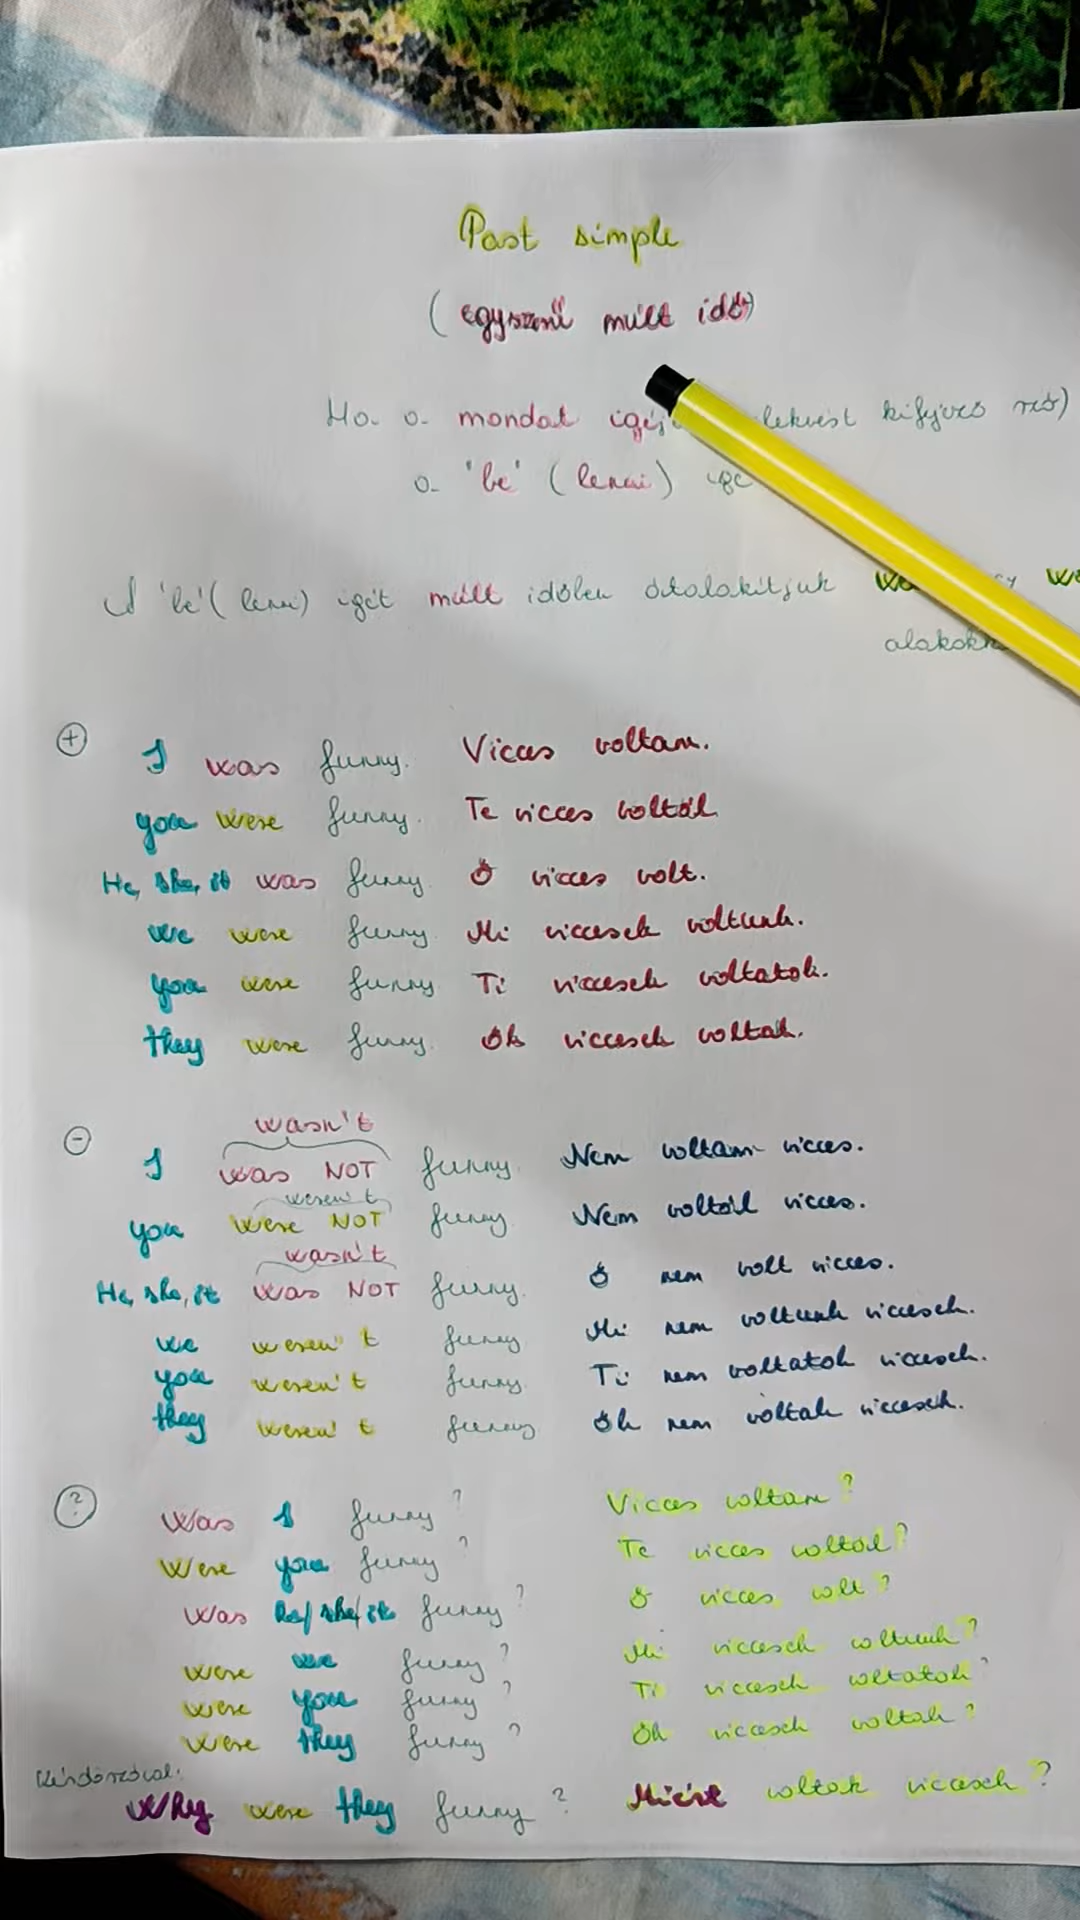 Past simple
(egyszerű múlt idő)
Ha a mondat kifejező szó)
a 'be' (lenni) ige
A 'be' (lenni) igét múlt időben átalakítjuk
+
I was funny. Vicces voltam.
you were funny. Te vicces voltál
He, she, it was funny. Ő vicces volt.
we were funny. Mi viccesek voltunk.
you were funny Ti viccesek voltatok.
they were funny. Ők viccesek voltak.
wasn't
- I was NOT funny. Nem voltam vicces.
weren't
you were NOT funny. Nem voltál vicces.
wasn't
He, she, it was NOT funny. Ő nem volt vicces.
we weren't funny. Mi nem voltunk viccesek.
you weren't funny. Ti nem voltatok viccesek.
they weren't funny. Ők nem voltak viccesek.
? Was I funny? Vicces voltam?
Were you funny? Te vicces voltál?
Was he/she/it funny? Ő vicces volt?
were we funny? Mi viccesek voltunk?
were you funny? Ti viccesek voltatok?
were they funny? Ők viccesek voltak?
Kérdőszóval:
Why were they funny? Miért voltak viccesek?